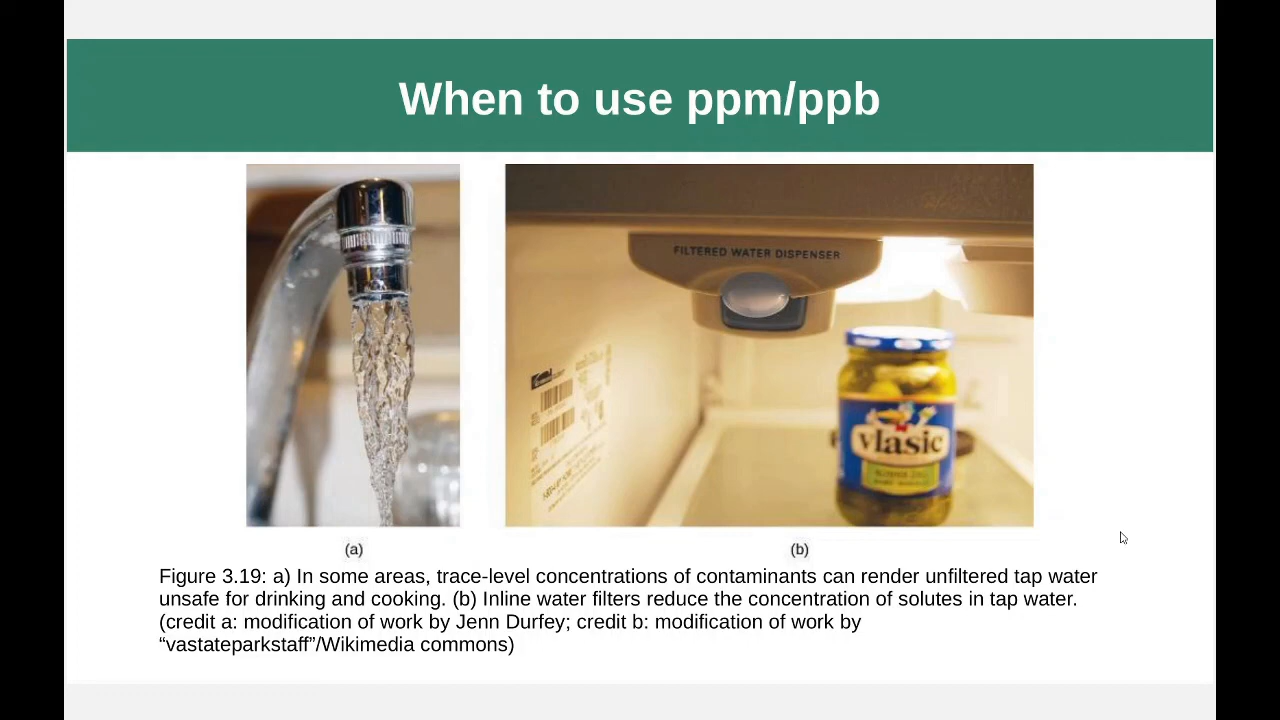 When to use ppm/ppb
FILTERED WATER DISPENSER
vlasic
(a)
(b)
Figure 3.19: a) In some areas, trace-level concentrations of contaminants can render unfiltered tap water
unsafe for drinking and cooking. (b) Inline water filters reduce the concentration of solutes in tap water.
(credit a: modification of work by Jenn Durfey; credit b: modification of work by
“vastateparkstaff”/Wikimedia commons)